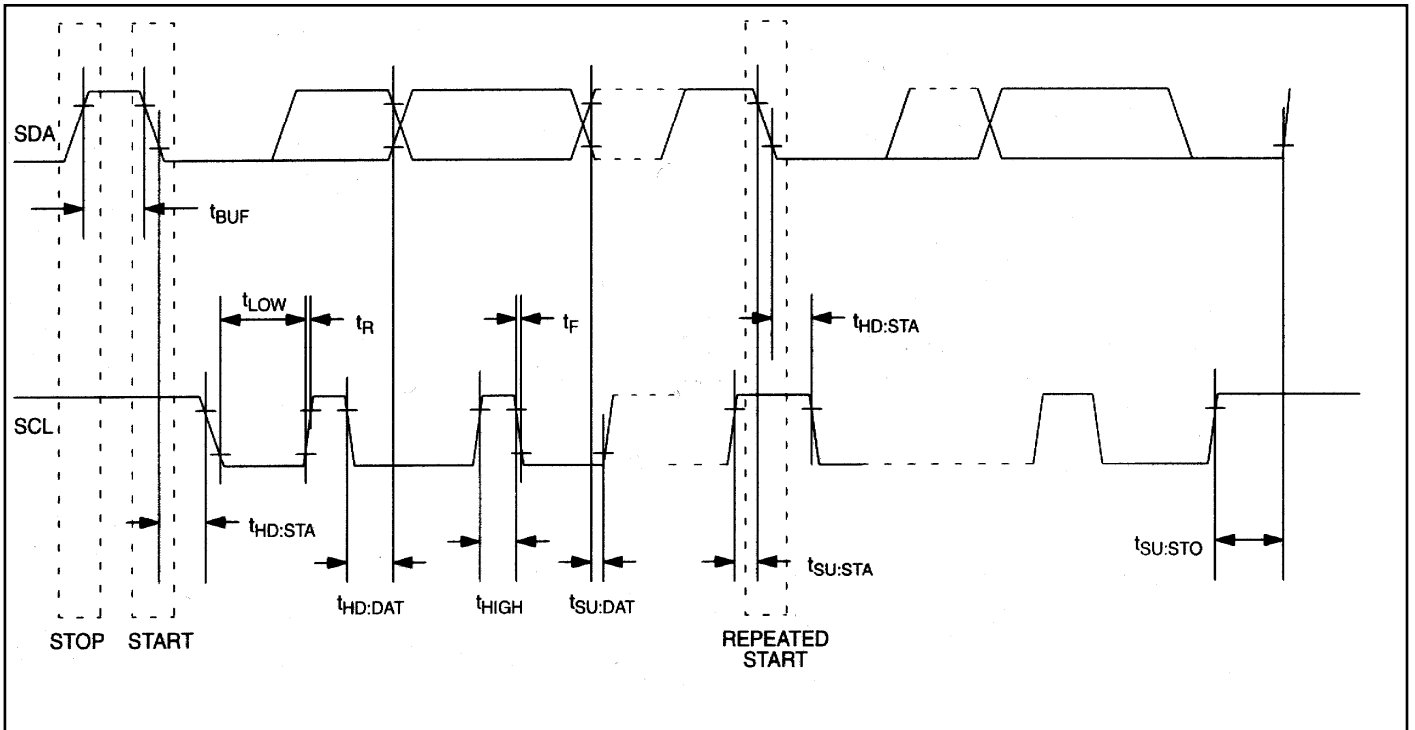 SDA
tBUF
tLOW
tR
tF
tHD:STA
SCL
tHD:STA
tSU:STA
tSU:STO
tHD:DAT
tHIGH
tSU:DAT
STOP
START
REPEATED
START